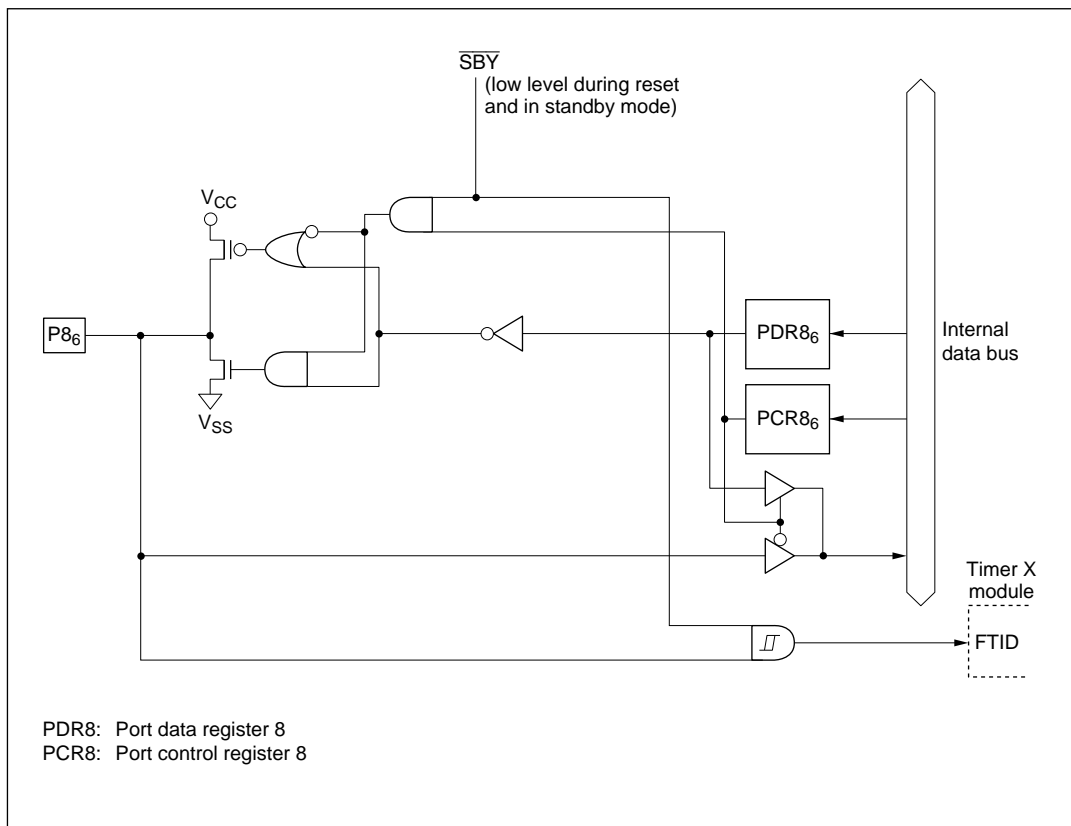 SBY
(low level during reset
and in standby mode)
VCC
P86
VSS
PDR86
PCR86
Internal
data bus
Timer X
module
FTID
PDR8: Port data register 8
PCR8: Port control register 8